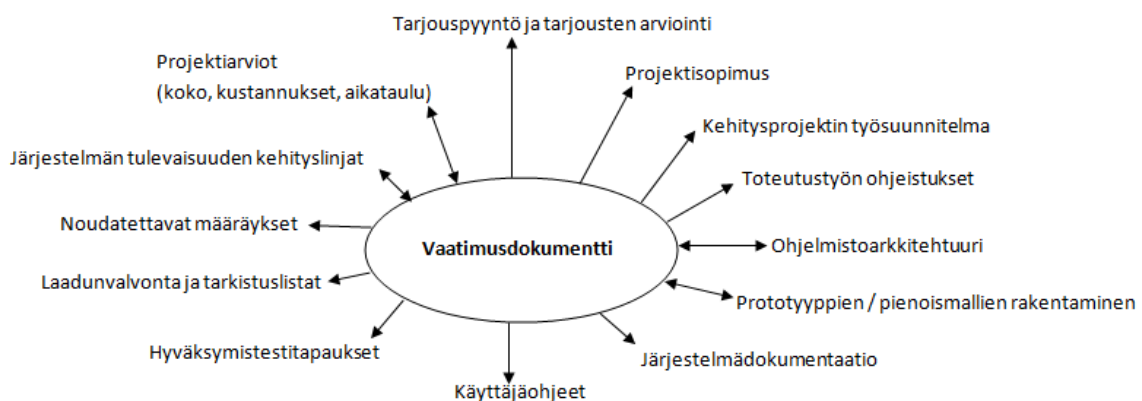 Tarjouspyyntö ja tarjousten arviointi
Projektiarviot
(koko, kustannukset, aikataulu)
Projektisopimus
Kehitysprojektin työsuunnitelma
Järjestelmän tulevaisuuden kehityslinjat
Toteutustyön ohjeistukset
Noudatettavat määräykset
Vaatimusdokumentti
Ohjelmistoarkkitehtuuri
Laadunvalvonta ja tarkistuslistat
Prototyyppien / pienoismallien rakentaminen
Hyväksymistestitapaukset
Järjestelmädokumentaatio
Käyttäjäohjeet